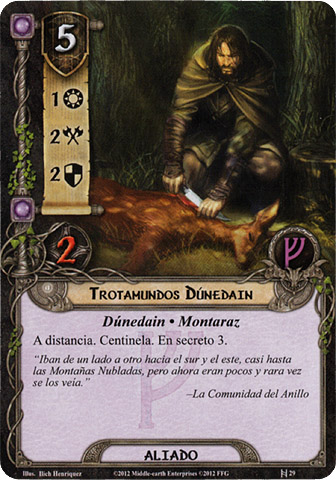 5
1
2
2
2
Trotamundos Dúnedain
Dúnedain • Montaraz
A distancia. Centinela. En secreto 3.
“Iban de un lado a otro hacia el sur y el este, casi hasta
las Montañas Nubladas, pero ahora eran pocos y rara vez
se los veía.”
–La Comunidad del Anillo
ALIADO
Illus. Ilich Henriquez
©2012 Middle-earth Enterprises ©2012 FFG
29